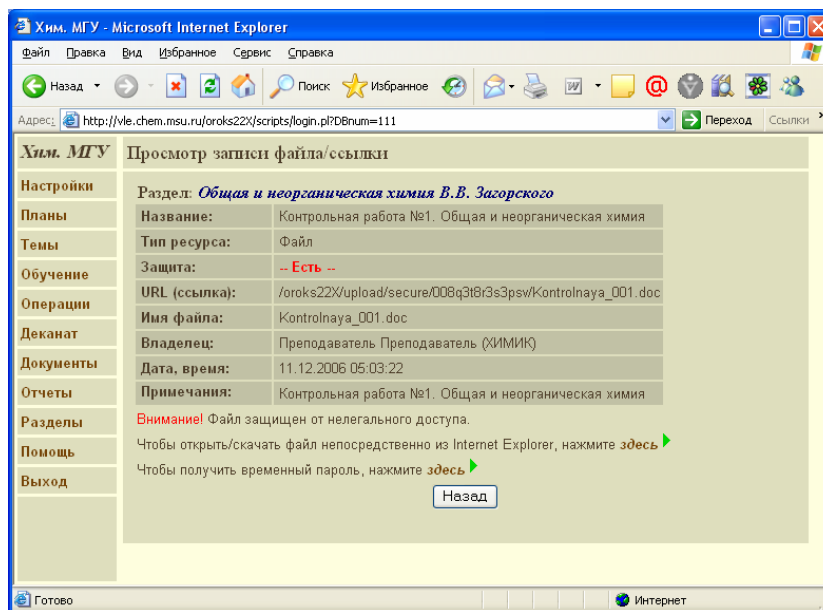 Хим. МГУ - Microsoft Internet Explorer
Файл Правка Вид Избранное Сервис Справка
Назад Поиск Избранное
Адрес: http://vle.chem.msu.ru/oroks22X/scripts/login.pl?DBnum=111 Переход Ссылки
Хим. МГУ
Просмотр записи файла/ссылки
Настройки
Планы
Темы
Обучение
Операции
Деканат
Документы
Отчеты
Разделы
Помощь
Выход
Раздел: Общая и неорганическая химия В.В. Загорского
Название: Контрольная работа №1. Общая и неорганическая химия
Тип ресурса: Файл
Защита: -- Есть --
URL (ссылка): /oroks22X/upload/secure/008q3t8r3s3psv/Kontrolnaya_001.doc
Имя файла: Kontrolnaya_001.doc
Владелец: Преподаватель Преподаватель (ХИМИК)
Дата, время: 11.12.2006 05:03:22
Примечания: Контрольная работа №1. Общая и неорганическая химия
Внимание! Файл защищен от нелегального доступа.
Чтобы открыть/скачать файл непосредственно из Internet Explorer, нажмите здесь
Чтобы получить временный пароль, нажмите здесь
Назад
Готово Интернет